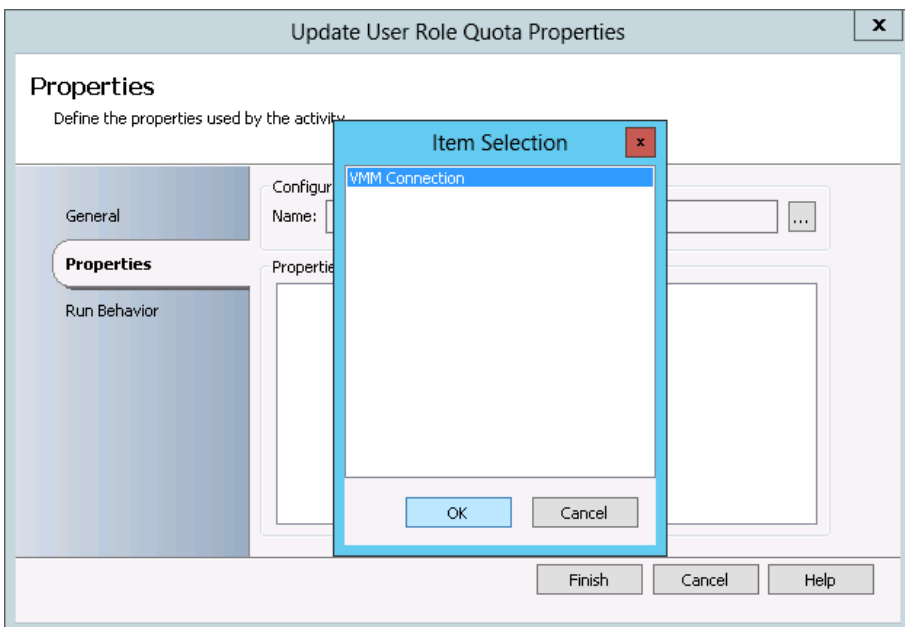 Update User Role Quota Properties
x
Properties
Define the properties used by the activity
Item Selection
x
VMM Connection
General
Properties
Run Behavior
Name:
...
OK
Cancel
Finish
Cancel
Help